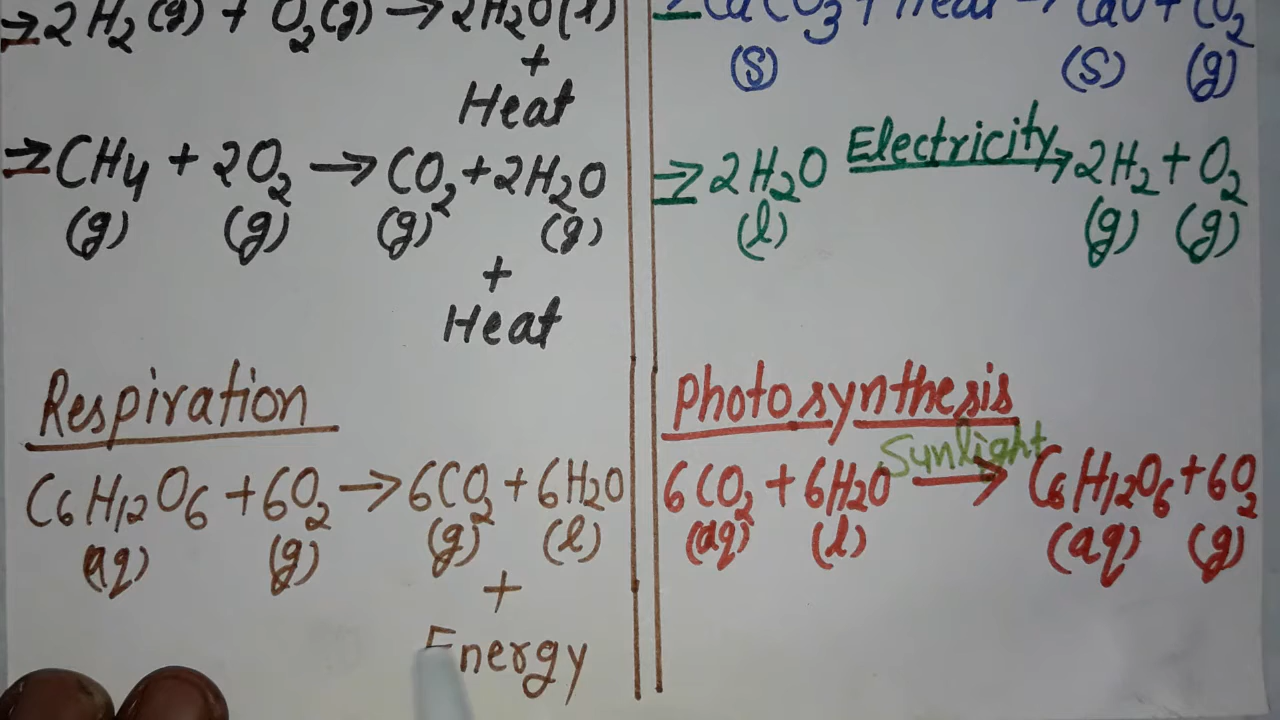 ⇒2H₂(g) + O₂(g) → 2H₂O(l)
+
Heat
⇒CH₄ + 2O₂ → CO₂ + 2H₂O
(g) (g) (g) (g)
+
Heat
Respiration
C₆H₁₂O₆ + 6O₂ → 6CO₂ + 6H₂O
(aq) (g) (g) (l)
+
Energy
⇒CaCO₃ + Heat → CaO + CO₂
(s) (s) (g)
⇒2H₂O Electricity→ 2H₂ + O₂
(l) (g) (g)
Photosynthesis
Sunlight
6CO₂ + 6H₂O → C₆H₁₂O₆ + 6O₂
(aq) (l) (aq) (g)